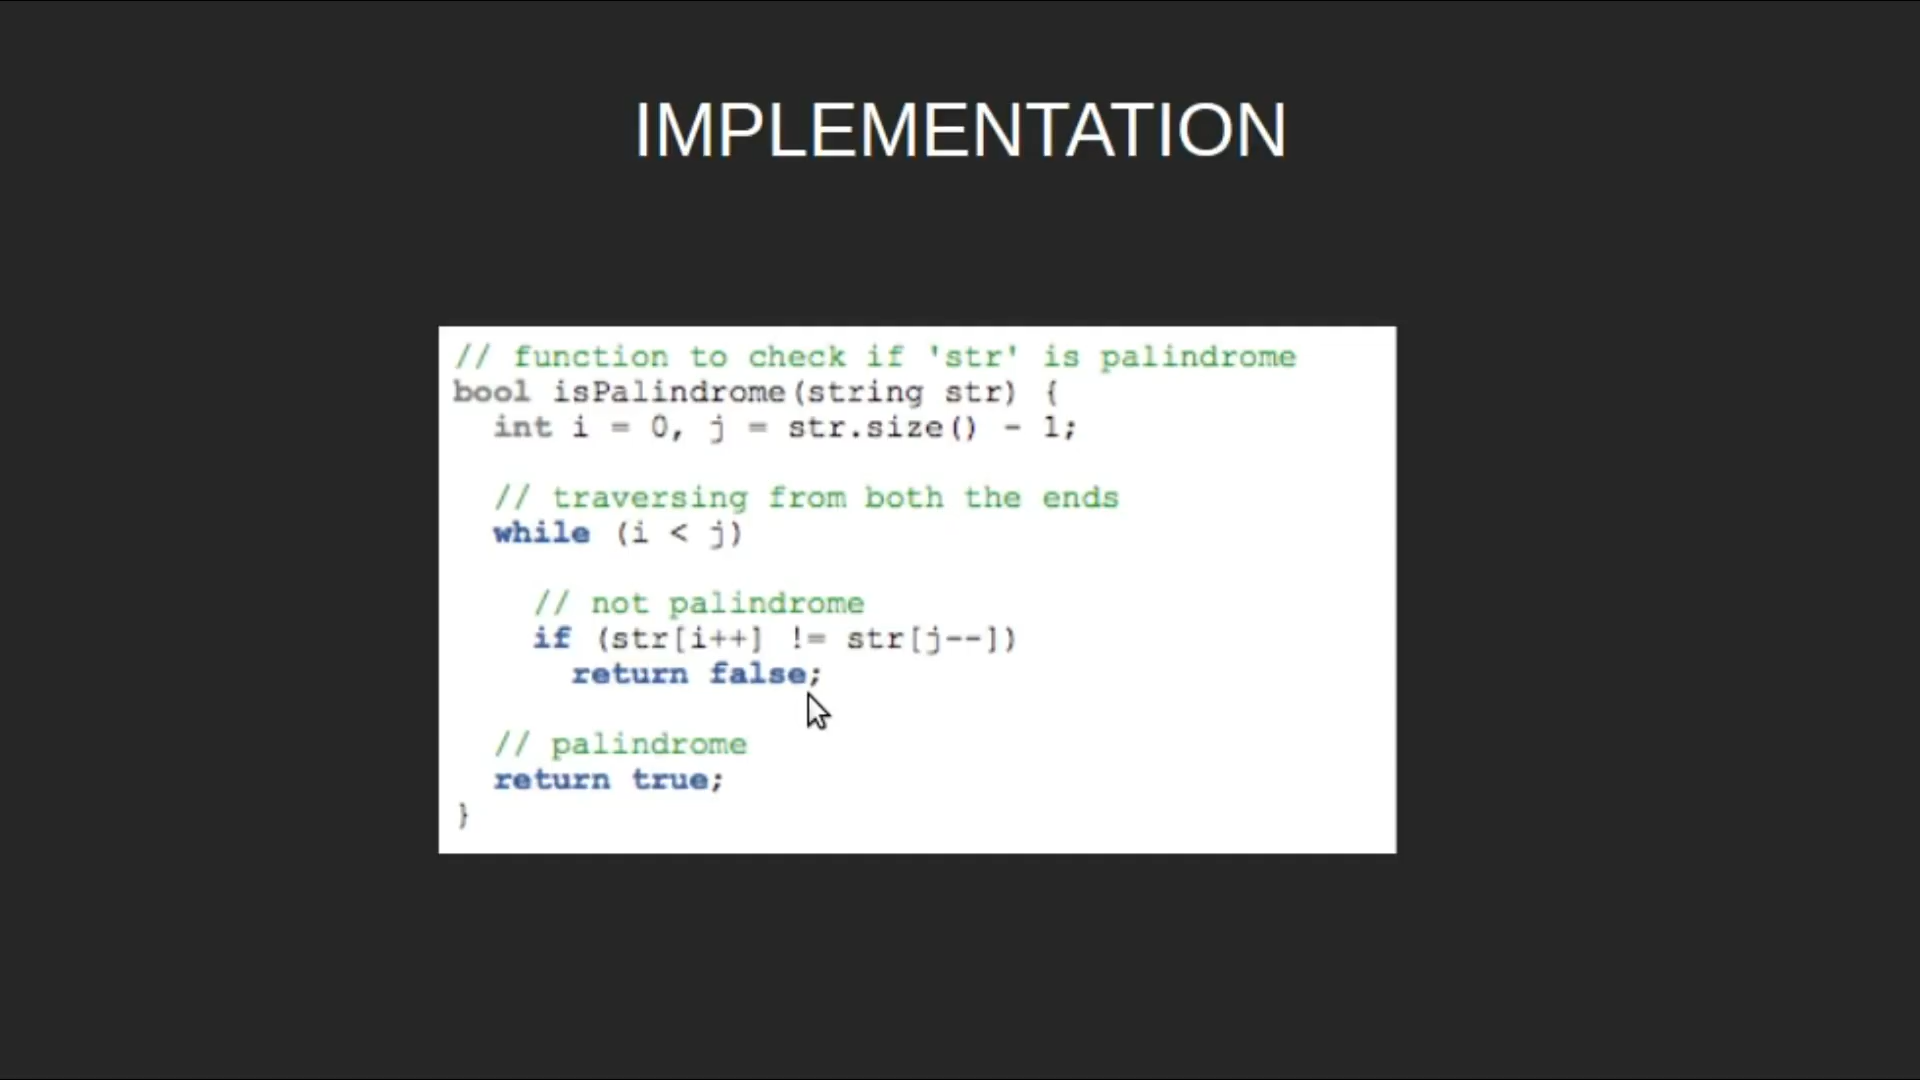 IMPLEMENTATION
// function to check if 'str' is palindrome
bool isPalindrome(string str) {
int i = 0, j = str.size() - 1;
// traversing from both the ends
while (i < j)
// not palindrome
if (str[i++] != str[j--])
return false;
// palindrome
return true;
}